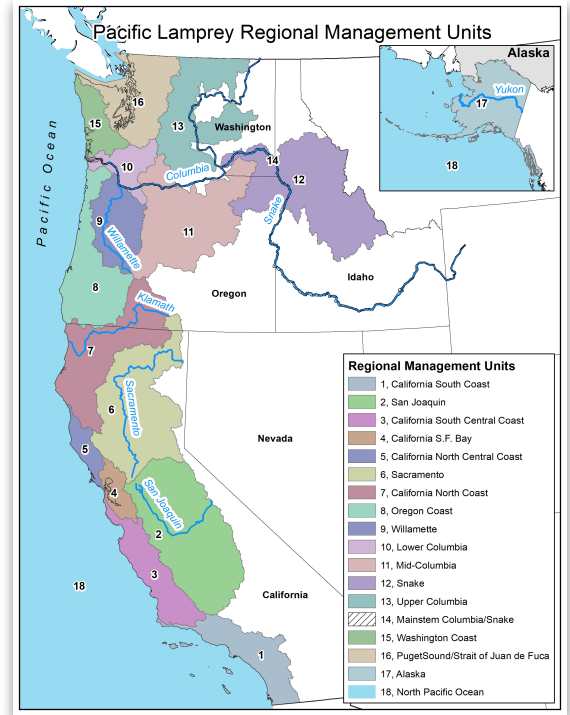 Pacific Lamprey Regional Management Units
Alaska
Yukon
17
18
16
15
13
Washington
14
12
10
Columbia
Pacific Ocean
9
Willamette
11
Snake
Idaho
8
Oregon
Klamath
7
Sacramento
6
Nevada
5
4
San Joaquin
2
3
18
California
1
Regional Management Units
1, California South Coast
2, San Joaquin
3, California South Central Coast
4, California S.F. Bay
5, California North Central Coast
6, Sacramento
7, California North Coast
8, Oregon Coast
9, Willamette
10, Lower Columbia
11, Mid-Columbia
12, Snake
13, Upper Columbia
14, Mainstem Columbia/Snake
15, Washington Coast
16, PugetSound/Strait of Juan de Fuca
17, Alaska
18, North Pacific Ocean